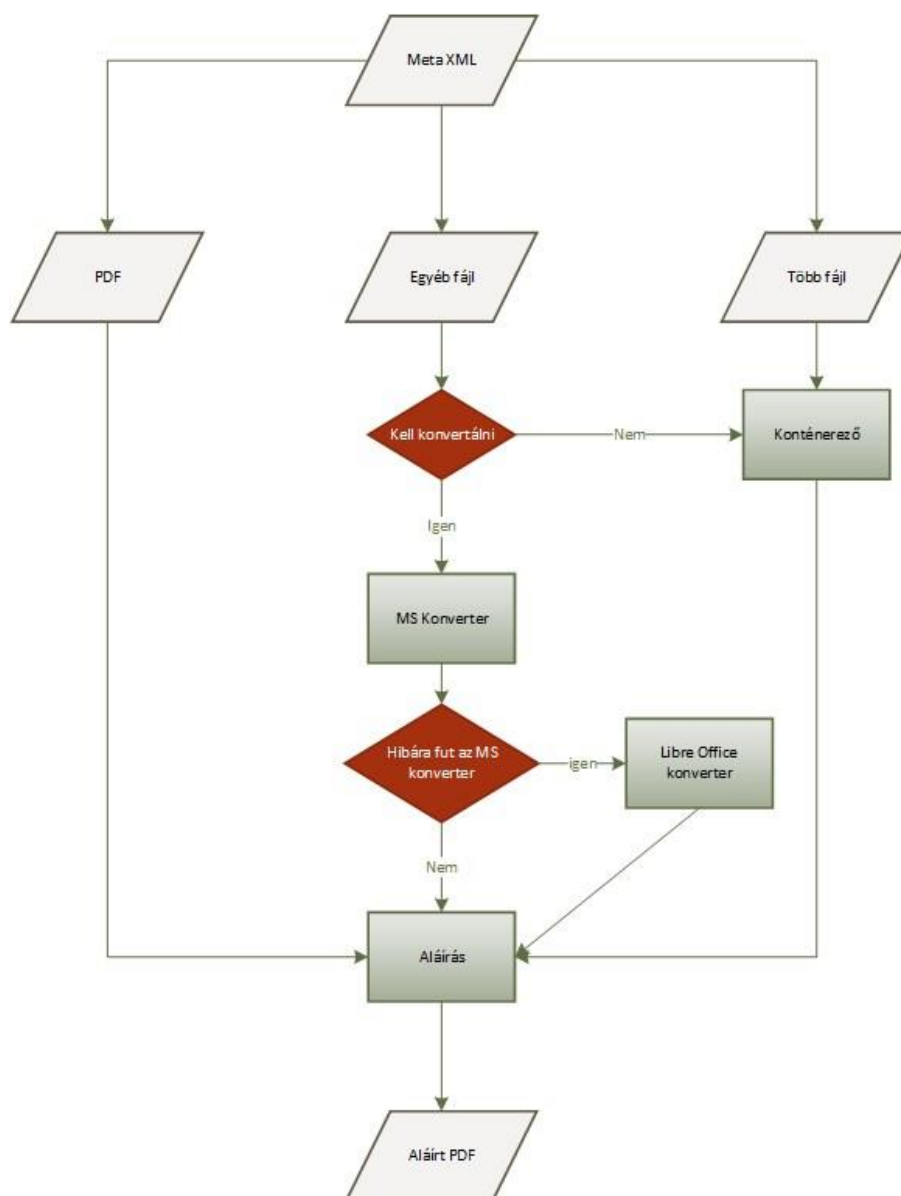 Meta XML
PDF
Egyéb fájl
Több fájl
Kell konvertálni
Nem
Konténerező
Igen
MS Konverter
Hibára fut az MS
konverter
igen
Libre Office
konverter
Nem
Aláírás
Aláírt PDF